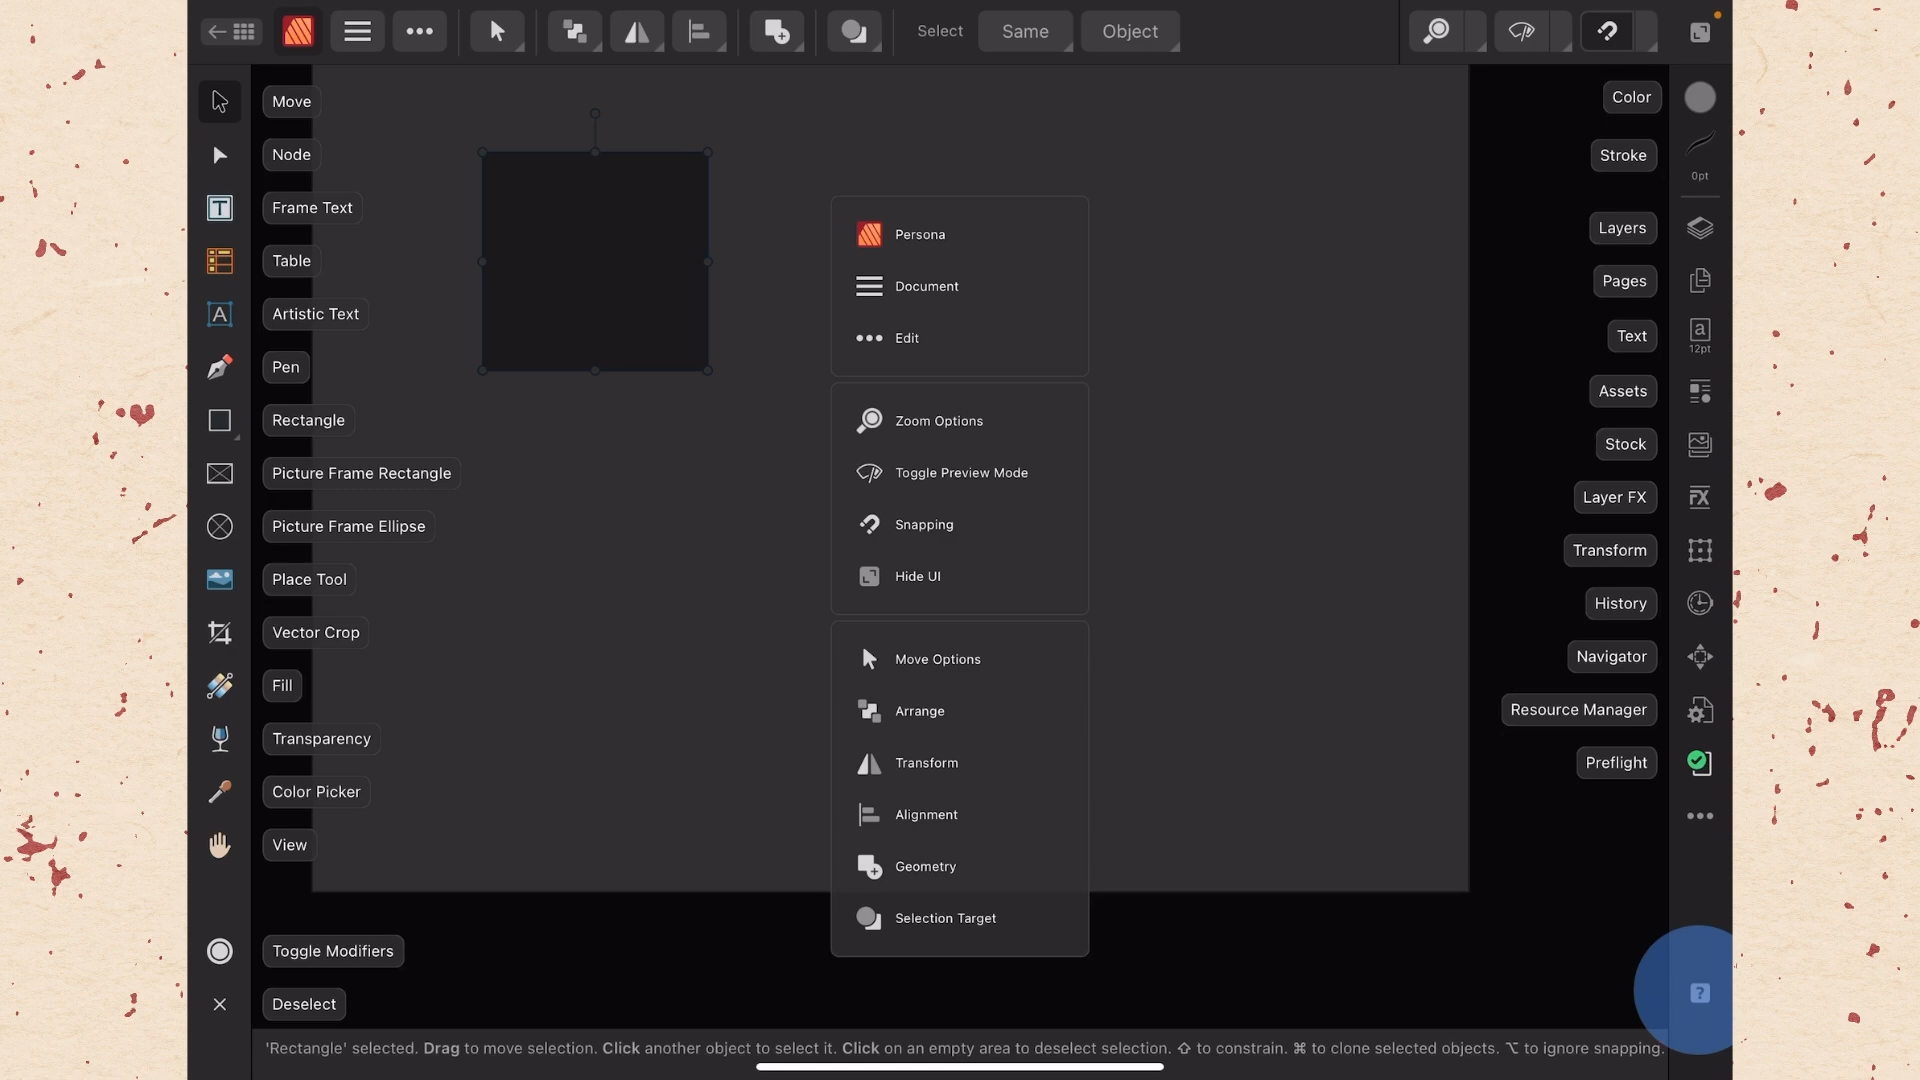 Select
Same
Object
Move
Node
Frame Text
Table
Artistic Text
Pen
Rectangle
Picture Frame Rectangle
Picture Frame Ellipse
Place Tool
Vector Crop
Fill
Transparency
Color Picker
View
Toggle Modifiers
Deselect
Persona
Document
Edit
Zoom Options
Toggle Preview Mode
Snapping
Hide UI
Move Options
Arrange
Transform
Alignment
Geometry
Selection Target
Color
Stroke
0pt
Layers
Pages
Text
a
12pt
Assets
Stock
Layer FX
FX
Transform
History
Navigator
Resource Manager
Preflight
?
'Rectangle' selected. Drag to move selection. Click another object to select it. Click on an empty area to deselect selection. ⇧ to constrain. ⌘ to clone selected objects. ⌥ to ignore snapping.